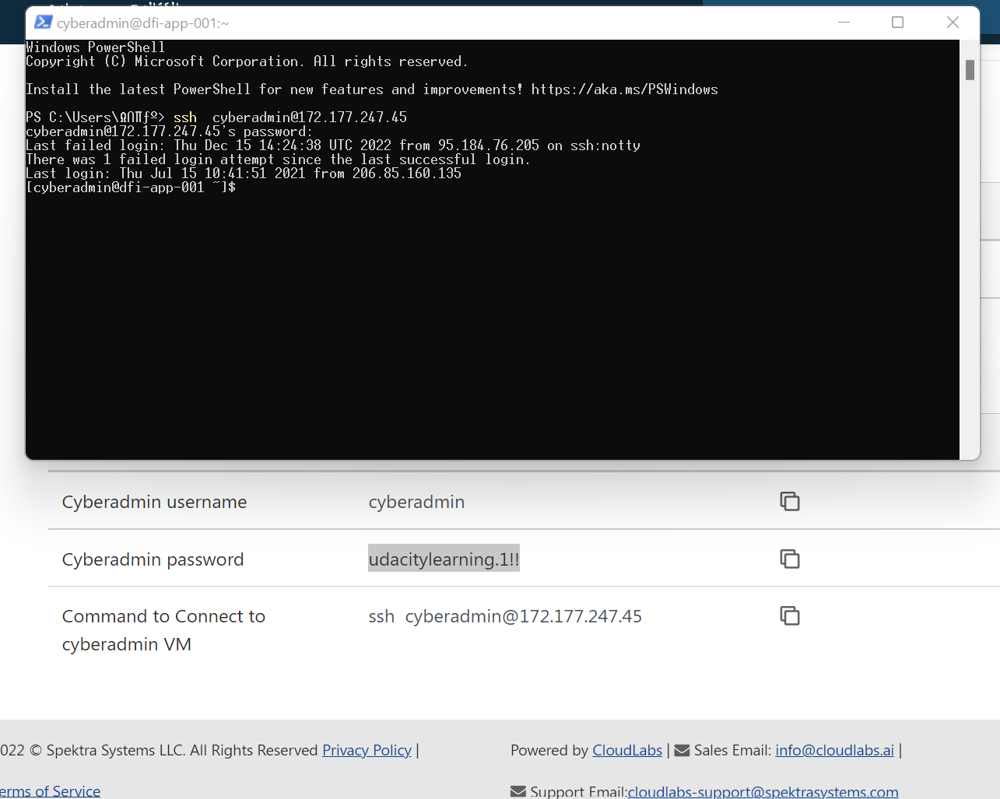 cyberadmin@dfi-app-001:~
Windows PowerShell
Copyright (C) Microsoft Corporation. All rights reserved.
Install the latest PowerShell for new features and improvements! https://aka.ms/PSWindows
PS C:\Users\> ssh  cyberadmin@172.177.247.45
cyberadmin@172.177.247.45's password:
Last failed login: Thu Dec 15 14:24:38 UTC 2022 from 95.184.76.205 on ssh:notty
There was 1 failed login attempt since the last successful login.
Last login: Thu Jul 15 10:41:51 2021 from 206.85.160.135
[cyberadmin@dfi-app-001 ~]$
Cyberadmin username
cyberadmin
Cyberadmin password
udacitylearning.1!!
Command to Connect to
cyberadmin VM
ssh  cyberadmin@172.177.247.45
022 © Spektra Systems LLC. All Rights Reserved Privacy Policy |
erms of Service
Powered by CloudLabs | Sales Email: info@cloudlabs.ai |
Support Email:cloudlabs-support@spektrasystems.com